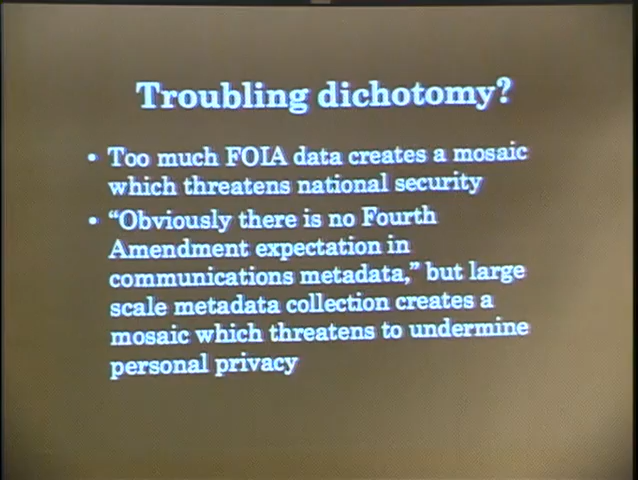 Troubling dichotomy?
• Too much FOIA data creates a mosaic
which threatens national security
• “Obviously there is no Fourth
Amendment expectation in
communications metadata,” but large
scale metadata collection creates a
mosaic which threatens to undermine
personal privacy